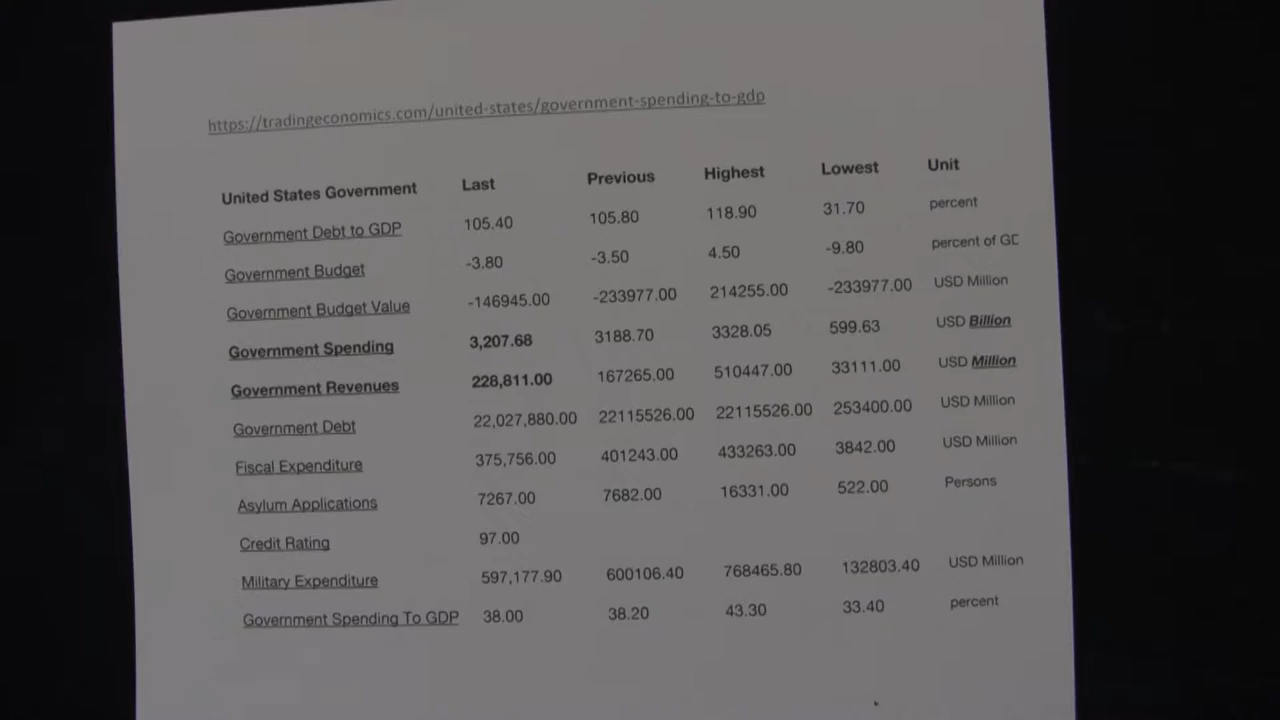 https://tradingeconomics.com/united-states/government-spending-to-gdp
United States Government Last Previous Highest Lowest Unit
Government Debt to GDP 105.40 105.80 118.90 31.70 percent
Government Budget -3.80 -3.50 4.50 -9.80 percent of GD
Government Budget Value -146945.00 -233977.00 214255.00 -233977.00 USD Million
Government Spending 3,207.68 3188.70 3328.05 599.63 USD Billion
Government Revenues 228,811.00 167265.00 510447.00 33111.00 USD Million
Government Debt 22,027,880.00 22115526.00 22115526.00 253400.00 USD Million
Fiscal Expenditure 375,756.00 401243.00 433263.00 3842.00 USD Million
Asylum Applications 7267.00 7682.00 16331.00 522.00 Persons
Credit Rating 97.00
Military Expenditure 597,177.90 600106.40 768465.80 132803.40 USD Million
Government Spending To GDP 38.00 38.20 43.30 33.40 percent